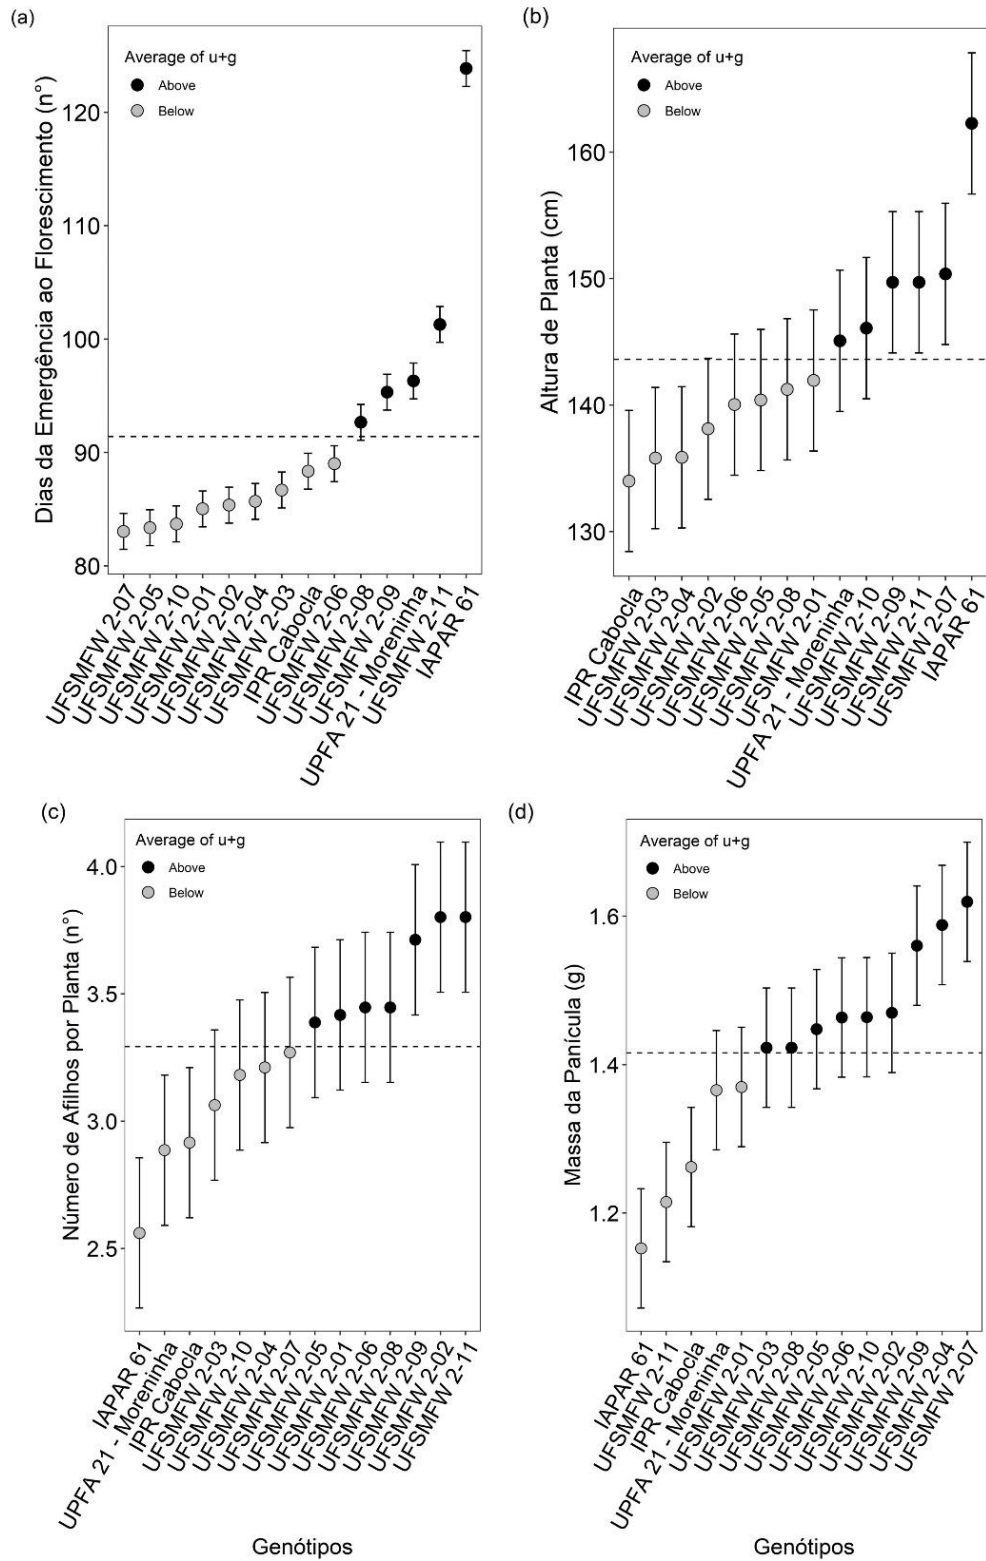 (a)
Average of u+g
Above
Below
Dias da Emergência ao Florescimento (n°)
120
110
100
90
80
UFSMFW 2-07
UFSMFW 2-05
UFSMFW 2-10
UFSMFW 2-01
UFSMFW 2-02
UFSMFW 2-04
UFSMFW 2-03
IPR Cabocla
UFSMFW 2-06
UFSMFW 2-08
UFSMFW 2-09
UPFA 21 - Moreninha
UFSMFW 2-11
IAPAR 61
(b)
Average of u+g
Above
Below
Altura de Planta (cm)
160
150
140
130
IPR Cabocla
UFSMFW 2-03
UFSMFW 2-04
UFSMFW 2-02
UFSMFW 2-06
UFSMFW 2-05
UFSMFW 2-08
UFSMFW 2-01
UPFA 21 - Moreninha
UFSMFW 2-10
UFSMFW 2-09
UFSMFW 2-11
UFSMFW 2-07
IAPAR 61
(c)
Average of u+g
Above
Below
Número de Afilhos por Planta (n°)
4.0
3.5
3.0
2.5
IAPAR 61
UPFA 21 - Moreninha
IPR Cabocla
UFSMFW 2-03
UFSMFW 2-10
UFSMFW 2-04
UFSMFW 2-07
UFSMFW 2-05
UFSMFW 2-01
UFSMFW 2-06
UFSMFW 2-08
UFSMFW 2-09
UFSMFW 2-02
UFSMFW 2-11
Genótipos
(d)
Average of u+g
Above
Below
Massa da Panícula (g)
1.6
1.4
1.2
IAPAR 61
UFSMFW 2-11
IPR Cabocla
UPFA 21 - Moreninha
UFSMFW 2-01
UFSMFW 2-03
UFSMFW 2-08
UFSMFW 2-05
UFSMFW 2-06
UFSMFW 2-10
UFSMFW 2-02
UFSMFW 2-09
UFSMFW 2-04
UFSMFW 2-07
Genótipos